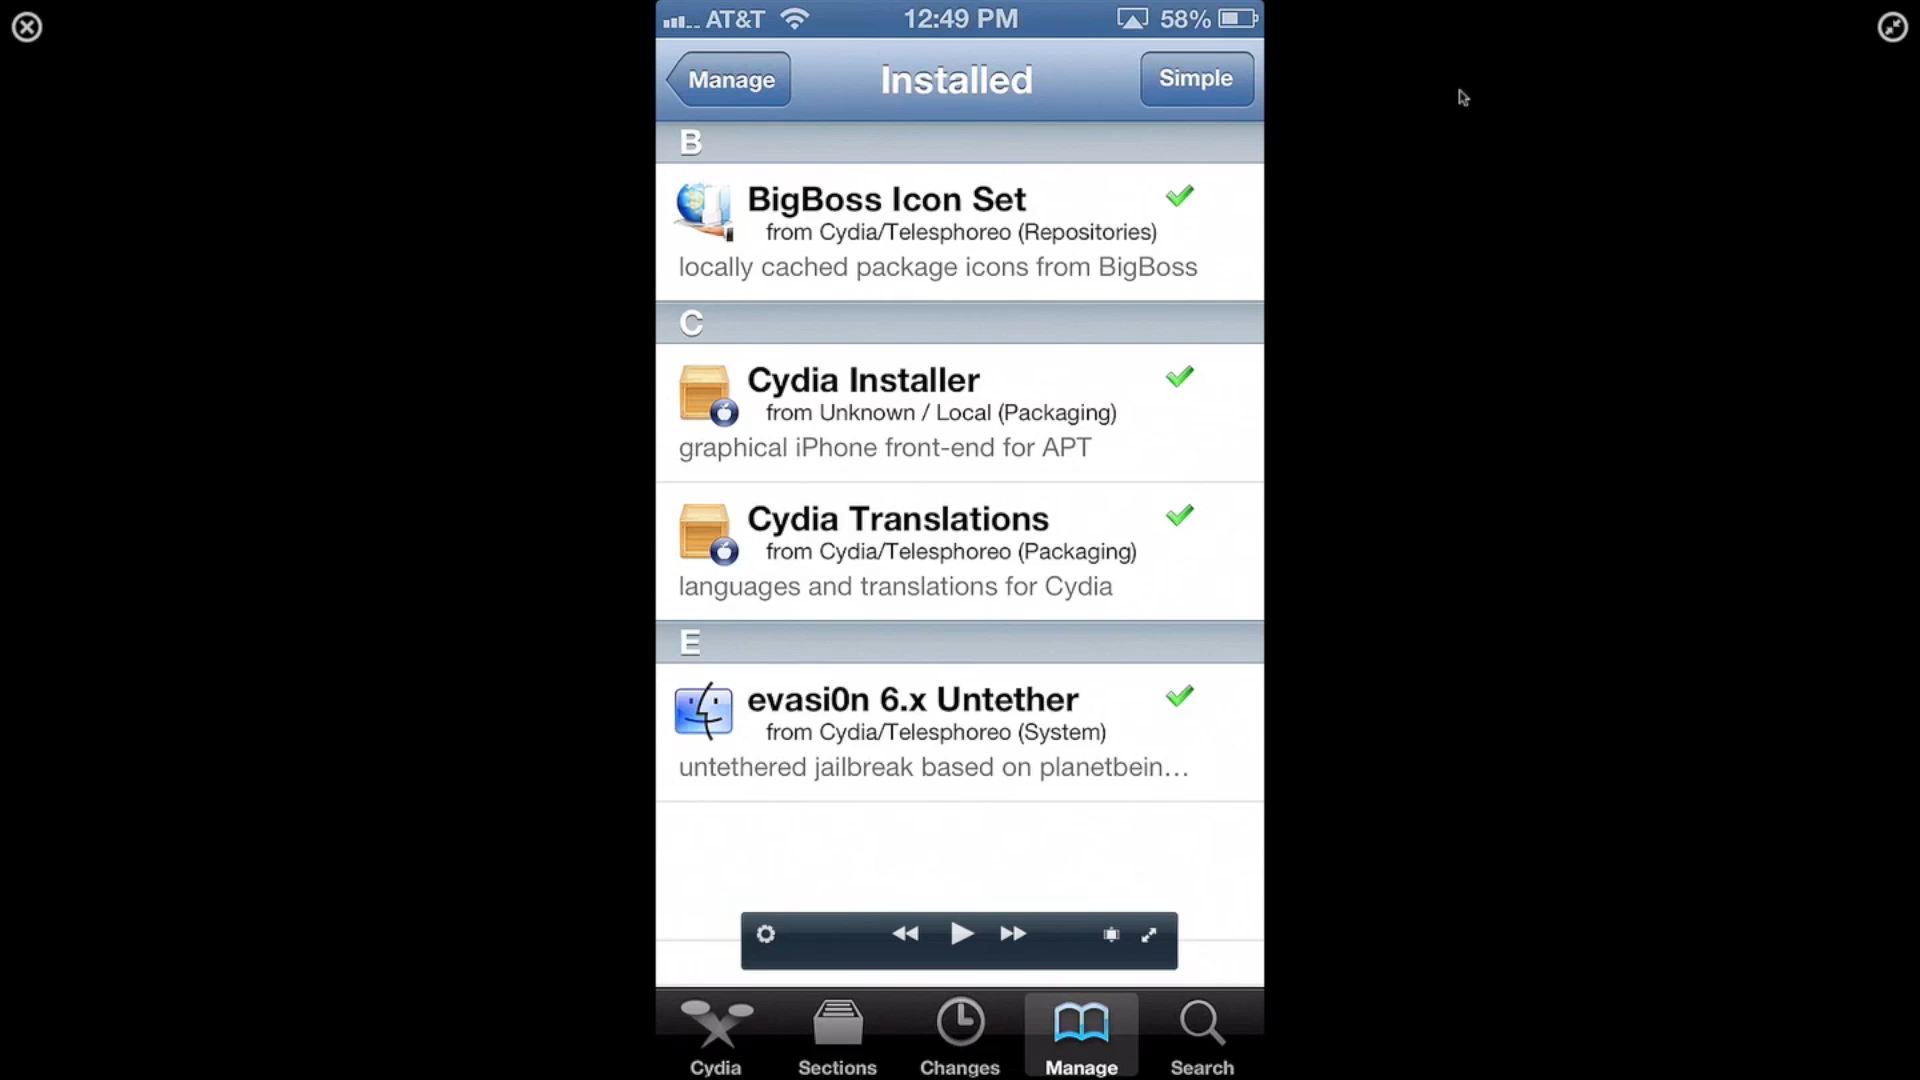 AT&T 12:49 PM 58%
Manage Installed Simple
B
BigBoss Icon Set
from Cydia/Telesphoreo (Repositories)
locally cached package icons from BigBoss
C
Cydia Installer
from Unknown / Local (Packaging)
graphical iPhone front-end for APT
Cydia Translations
from Cydia/Telesphoreo (Packaging)
languages and translations for Cydia
E
evasi0n 6.x Untether
from Cydia/Telesphoreo (System)
untethered jailbreak based on planetbein…
Cydia Sections Changes Manage Search